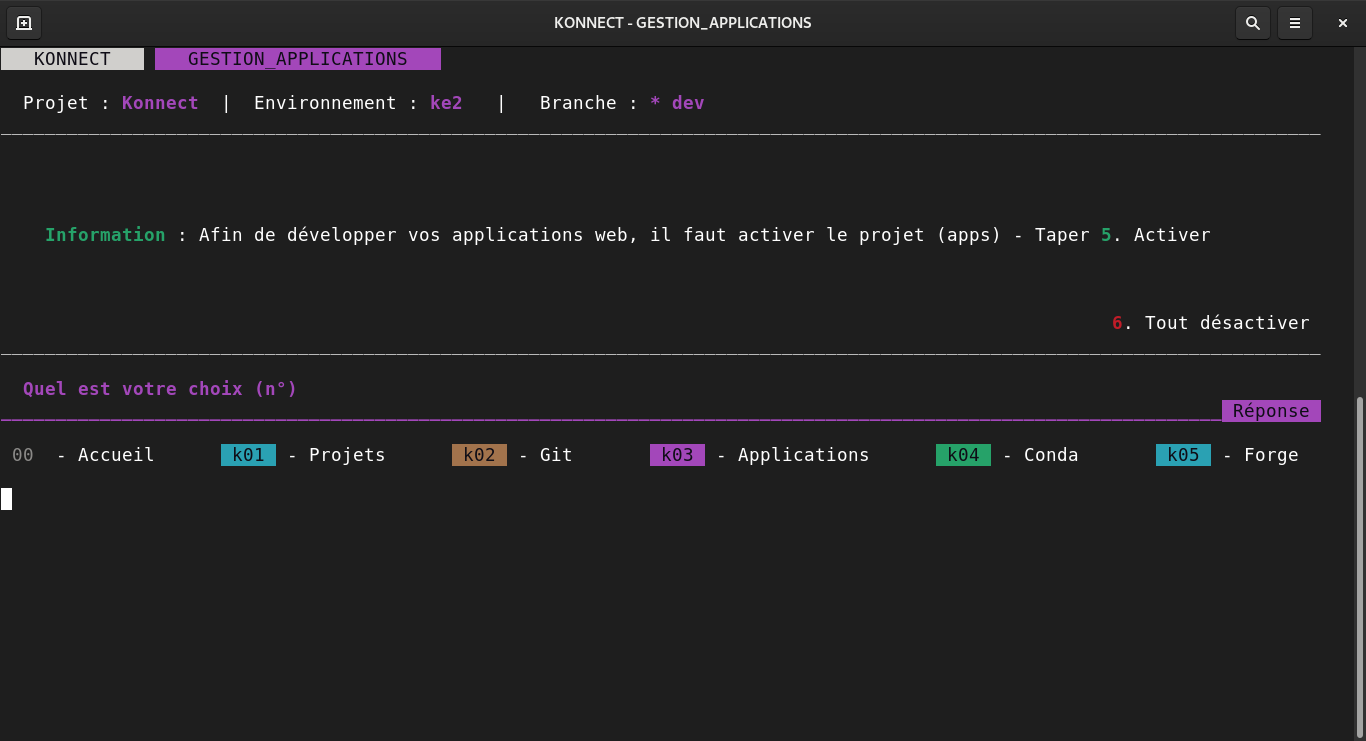 KONNECT - GESTION_APPLICATIONS
KONNECT GESTION_APPLICATIONS
Projet : Konnect | Environnement : ke2 | Branche : * dev
Information : Afin de développer vos applications web, il faut activer le projet (apps) - Taper 5. Activer
6. Tout désactiver
Quel est votre choix (n°)
Réponse
00 - Accueil k01 - Projets k02 - Git k03 - Applications k04 - Conda k05 - Forge